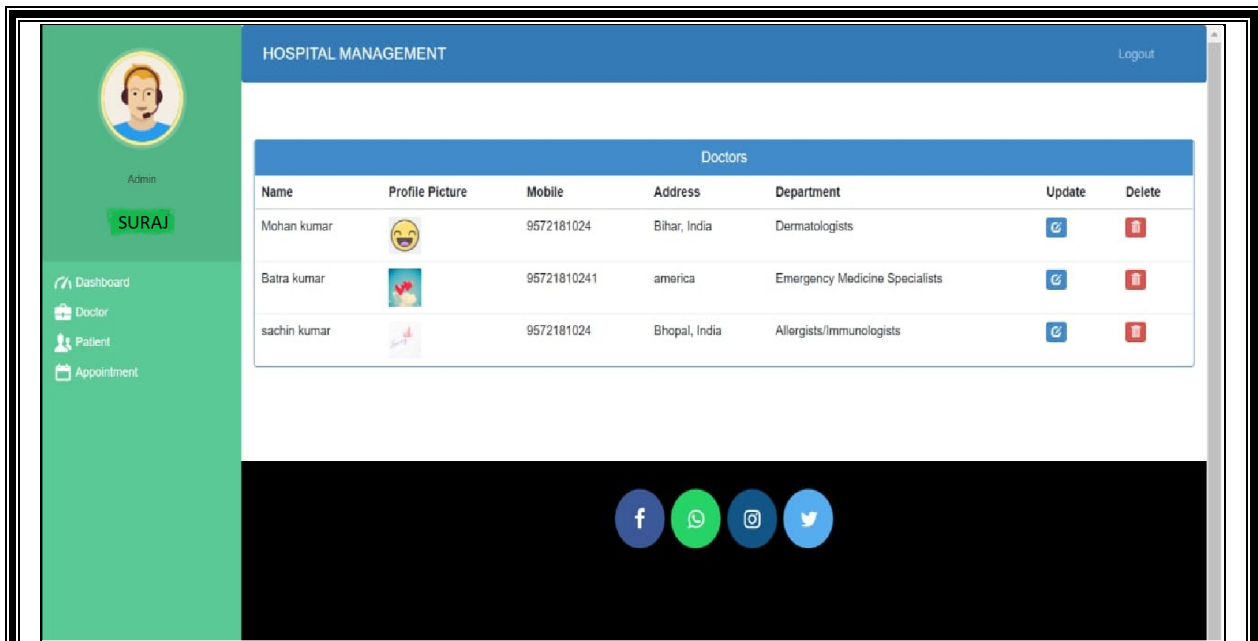 HOSPITAL MANAGEMENT
Logout
Admin
SURAJ
Dashboard
Doctor
Patient
Appointment
Doctors
Name Profile Picture Mobile Address Department Update Delete
Mohan kumar 9572181024 Bihar, India Dermatologists
Batra kumar 95721810241 america Emergency Medicine Specialists
sachin kumar 9572181024 Bhopal, India Allergists/Immunologists